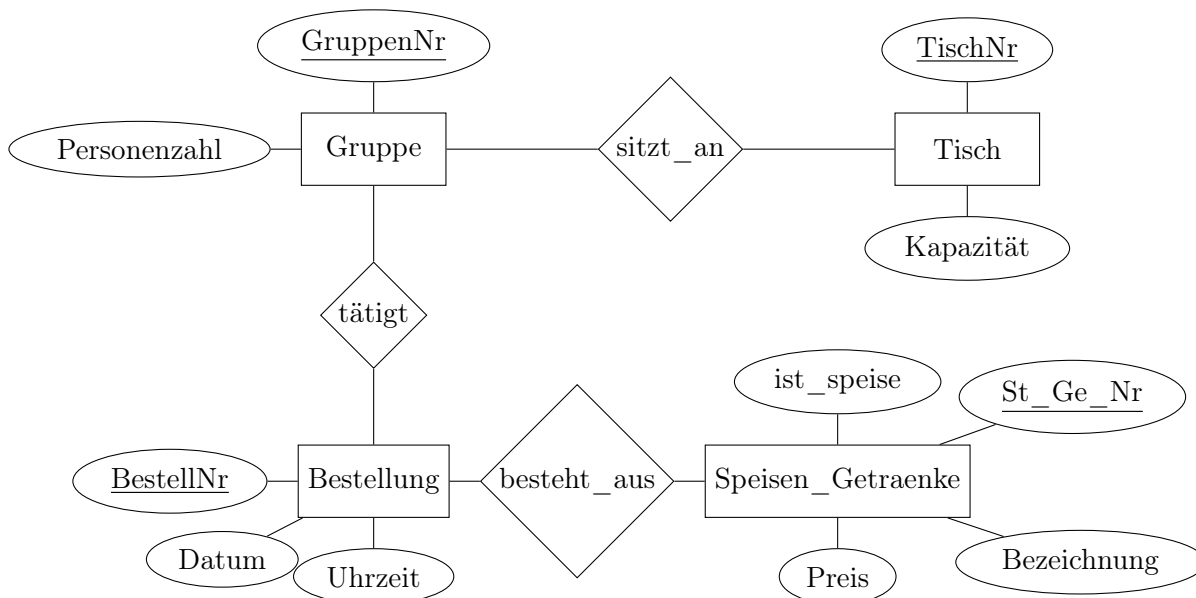 GruppenNr
TischNr
Personenzahl
Gruppe
sitzt_an
Tisch
Kapazität
tätigt
ist_speise
St_Ge_Nr
BestellNr
Bestellung
besteht_aus
Speisen_Getraenke
Datum
Uhrzeit
Preis
Bezeichnung